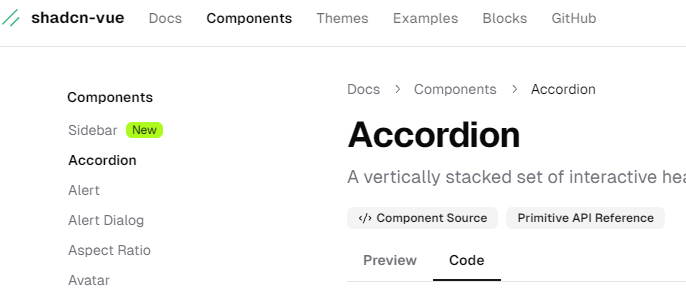 shadcn-vue Docs Components Themes Examples Blocks GitHub
Components
Sidebar New
Accordion
Alert
Alert Dialog
Aspect Ratio
Avatar
Docs > Components > Accordion
Accordion
A vertically stacked set of interactive
</> Component Source Primitive API Reference
Preview Code